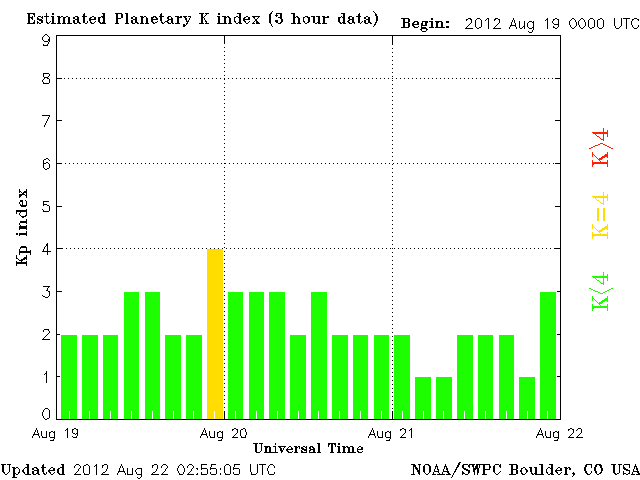 Estimated Planetary K index (3 hour data) Begin: 2012 Aug 19 0000 UTC
9
8
7
6
5
4
3
2
1
0
Kp index
K>4
K=4
K<4
Aug 19 Aug 20 Aug 21 Aug 22
Universal Time
Updated 2012 Aug 22 02:55:05 UTC NOAA/SWPC Boulder, CO USA